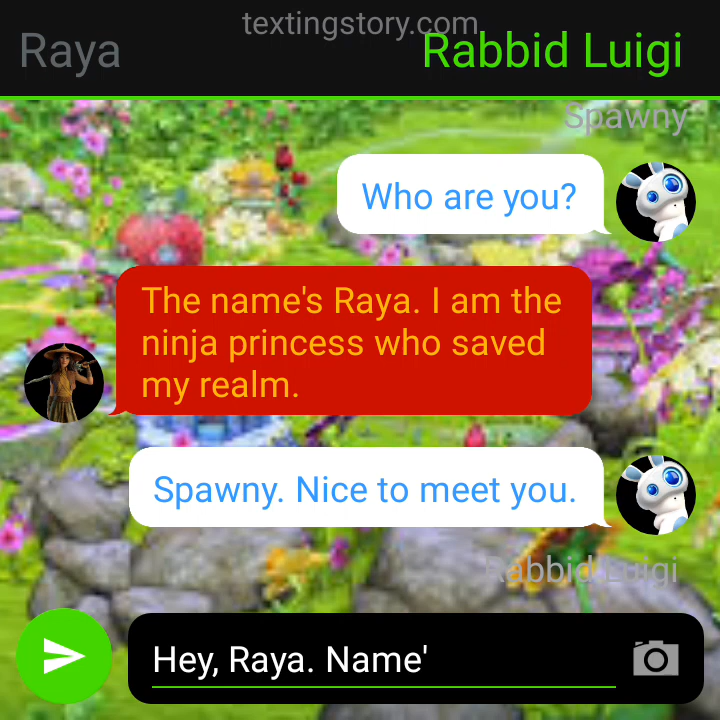 textingstory.com
Raya
Rabbid Luigi
Spawny
Who are you?
The name's Raya. I am the
ninja princess who saved
my realm.
Spawny. Nice to meet you.
Rabbid Luigi
Hey, Raya. Name'